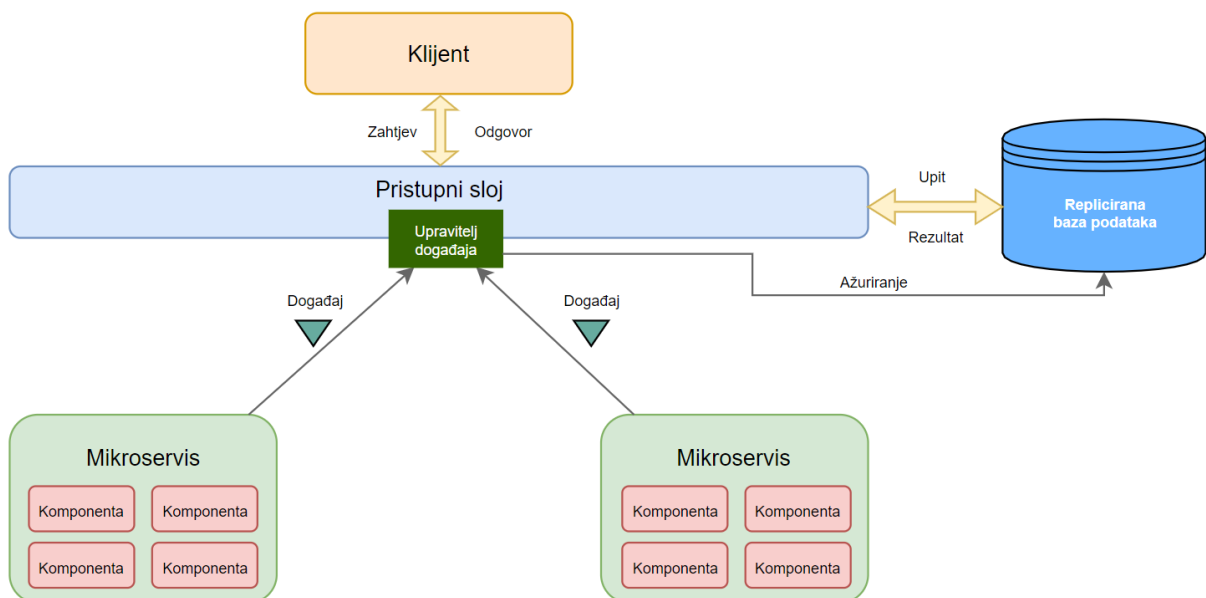 Klijent
Zahtjev
Odgovor
Pristupni sloj
Upravitelj
događaja
Upit
Rezultat
Replicirana
baza podataka
Ažuriranje
Događaj
Događaj
Mikroservis
Komponenta
Komponenta
Komponenta
Komponenta
Mikroservis
Komponenta
Komponenta
Komponenta
Komponenta